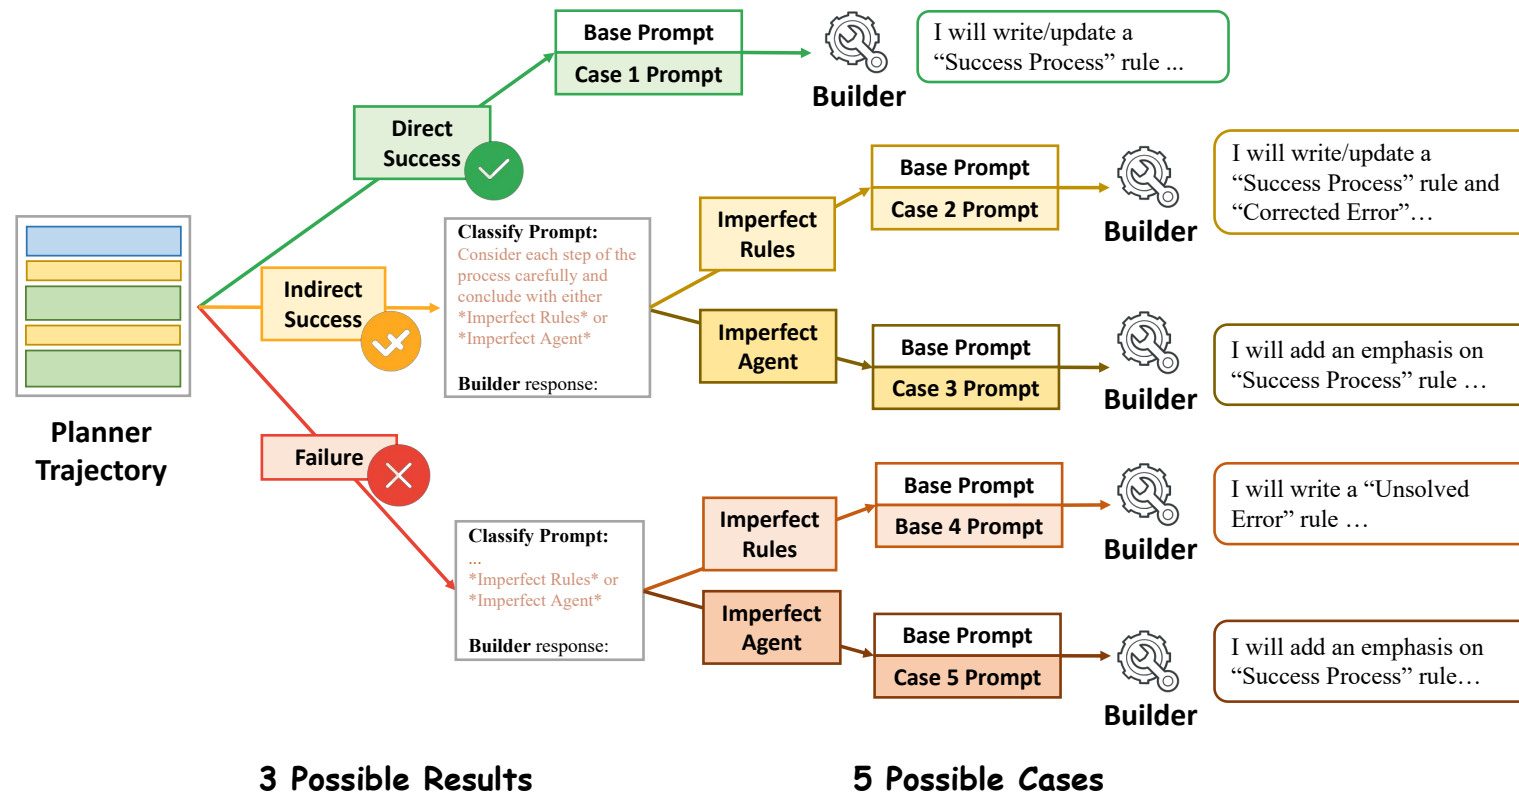 Base Prompt
Case 1 Prompt
Builder
I will write/update a
“Success Process” rule ...
Direct
Success
Planner
Trajectory
Indirect
Success
Classify Prompt:
Consider each step of the
process carefully and
conclude with either
*Imperfect Rules* or
*Imperfect Agent*
Builder response:
Imperfect
Rules
Base Prompt
Case 2 Prompt
Builder
I will write/update a
“Success Process” rule and
“Corrected Error”…
Imperfect
Agent
Base Prompt
Case 3 Prompt
Builder
I will add an emphasis on
“Success Process” rule …
Failure
Classify Prompt:
...
*Imperfect Rules* or
*Imperfect Agent*
Builder response:
Imperfect
Rules
Base Prompt
Base 4 Prompt
Builder
I will write a “Unsolved
Error” rule …
Imperfect
Agent
Base Prompt
Case 5 Prompt
Builder
I will add an emphasis on
“Success Process” rule…
3 Possible Results
5 Possible Cases